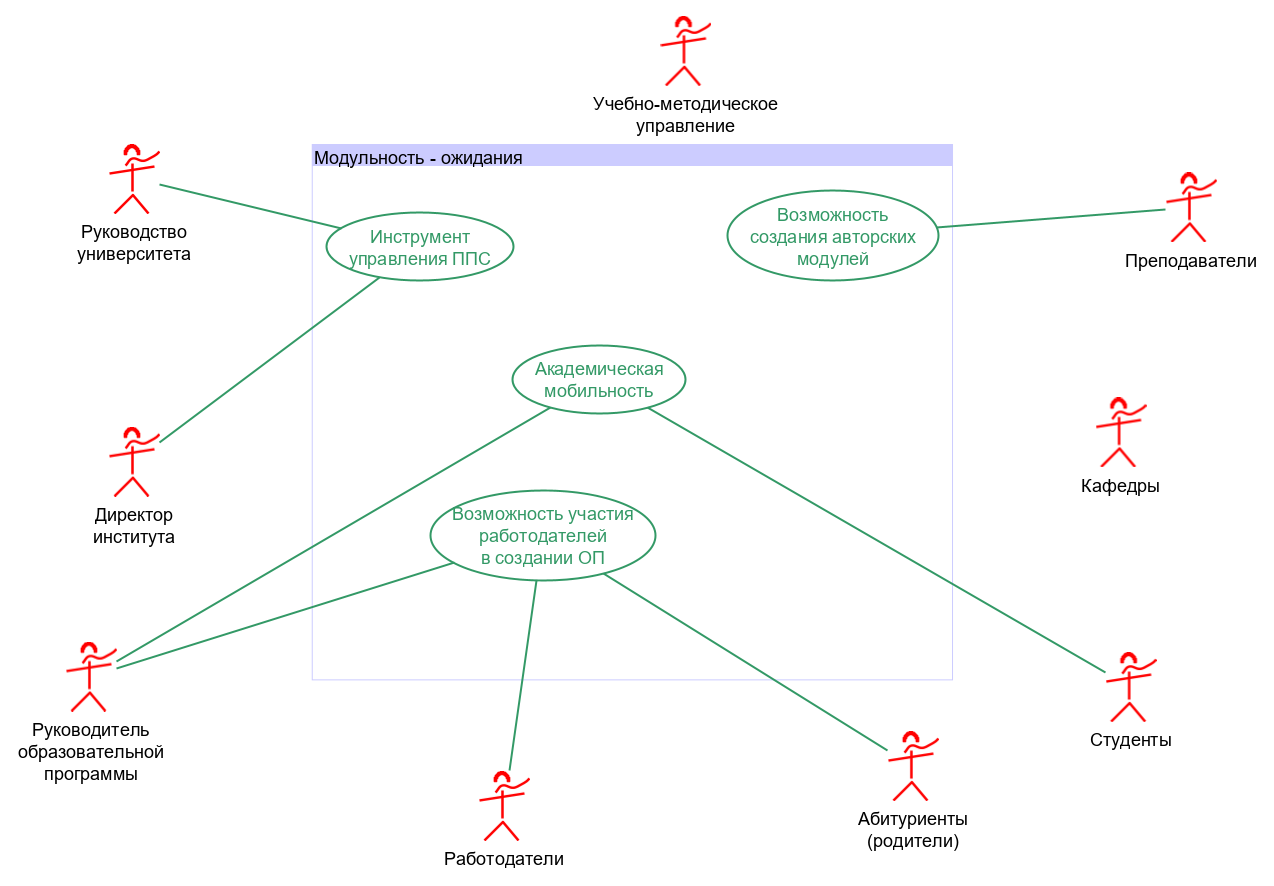 Учебно-методическое
управление
Модульность - ожидания
Руководство
университета
Инструмент
управления ППС
Возможность
создания авторских
модулей
Преподаватели
Академическая
мобильность
Кафедры
Директор
института
Возможность участия
работодателей
в создании ОП
Руководитель
образовательной
программы
Студенты
Абитуриенты
(родители)
Работодатели